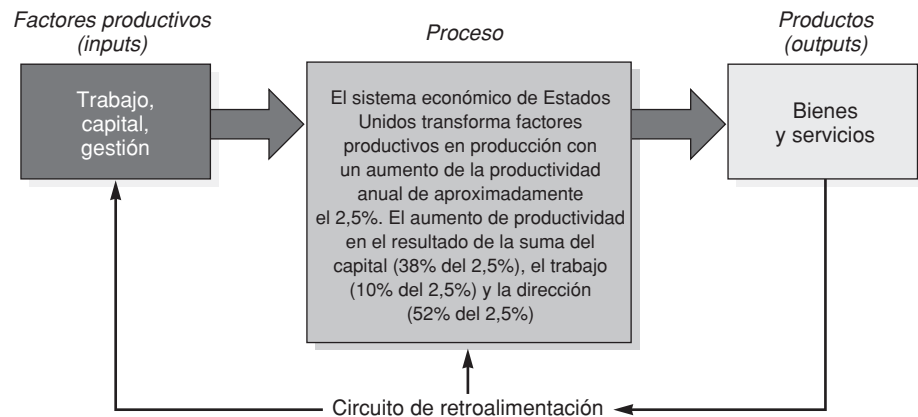 Factores productivos
(inputs)
Proceso
Productos
(outputs)
Trabajo,
capital,
gestión
El sistema económico de Estados
Unidos transforma factores
productivos en producción con
un aumento de la productividad
anual de aproximadamente
el 2,5%. El aumento de productividad
en el resultado de la suma del
capital (38% del 2,5%), el trabajo
(10% del 2,5%) y la dirección
(52% del 2,5%)
Bienes
y servicios
Circuito de retroalimentación